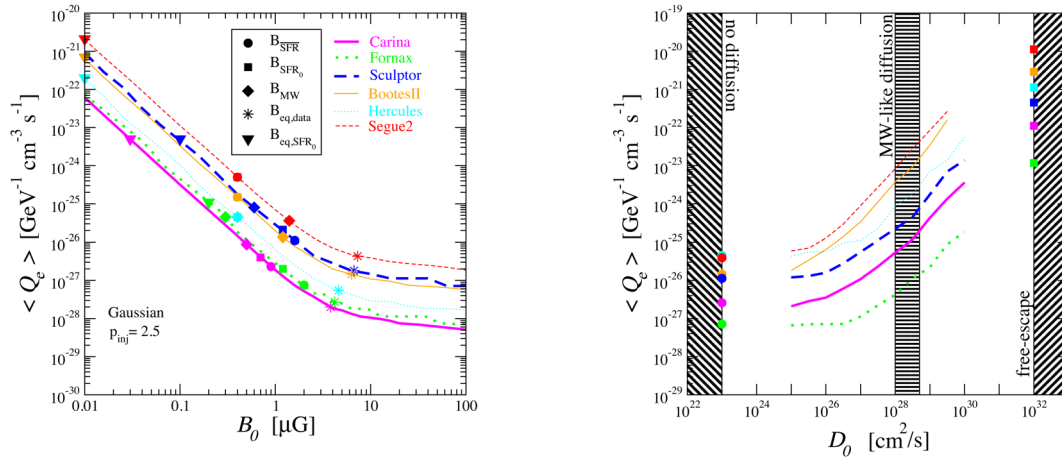 10^-20
10^-21
10^-22
10^-23
10^-24
10^-25
10^-26
10^-27
10^-28
10^-29
10^-30
< Q_e > [GeV^-1 cm^-3 s^-1]
B_SFR
B_SFR_0
B_MW
B_eq,data
B_eq,SFR_0
Carina
Fornax
Sculptor
BootesII
Hercules
Segue2
Gaussian
p_inj = 2.5
0.01
0.1
1
10
100
B_0 [μG]
10^-19
10^-20
10^-21
10^-22
10^-23
10^-24
10^-25
10^-26
10^-27
10^-28
10^-29
< Q_e > [GeV^-1 cm^-3 s^-1]
no diffusion
MW-like diffusion
free-escape
10^22
10^24
10^26
10^28
10^30
10^32
D_0 [cm^2/s]